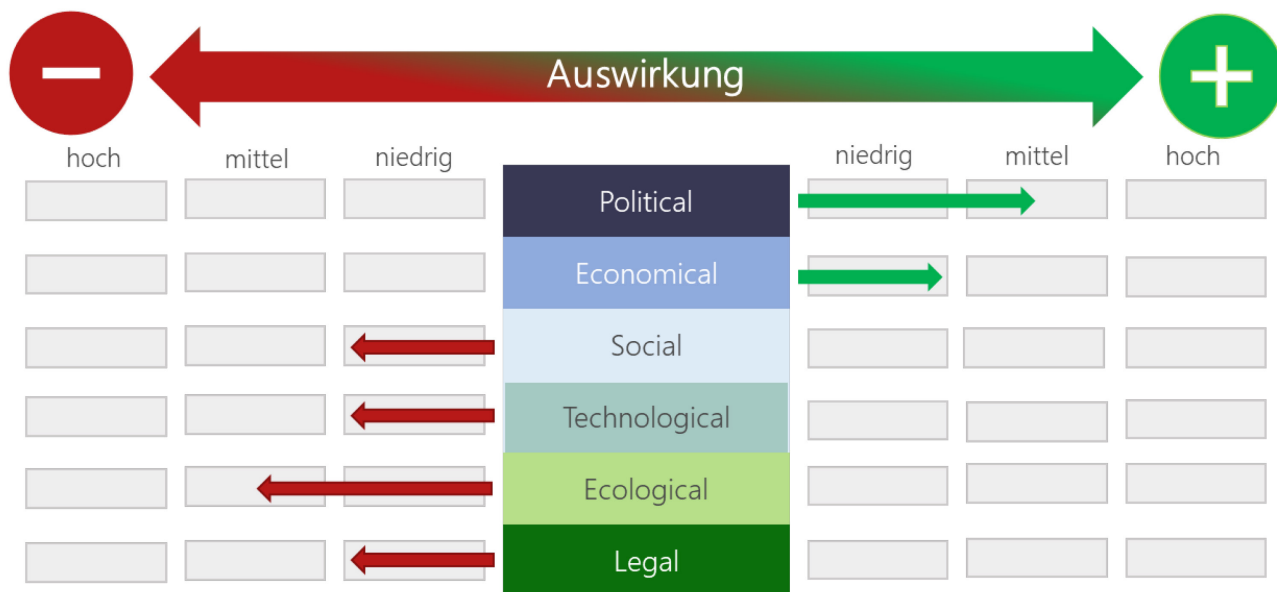 Auswirkung
hoch mittel niedrig niedrig mittel hoch
Political
Economical
Social
Technological
Ecological
Legal